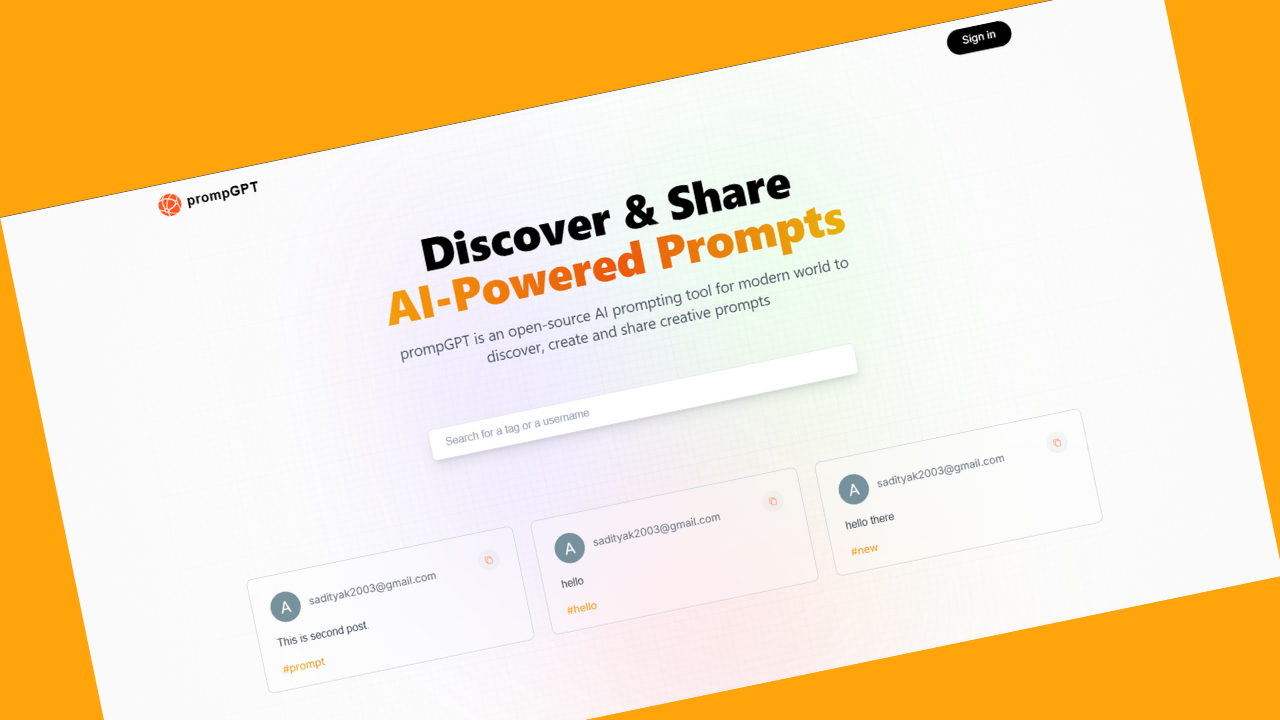 Sign in
prompGPT
Discover & Share
AI-Powered Prompts
prompGPT is an open-source AI prompting tool for modern world to
discover, create and share creative prompts
Search for a tag or a username
A
sadityak2003@gmail.com
This is second post.
#prompt
A
sadityak2003@gmail.com
hello
#hello
A
sadityak2003@gmail.com
hello there
#new